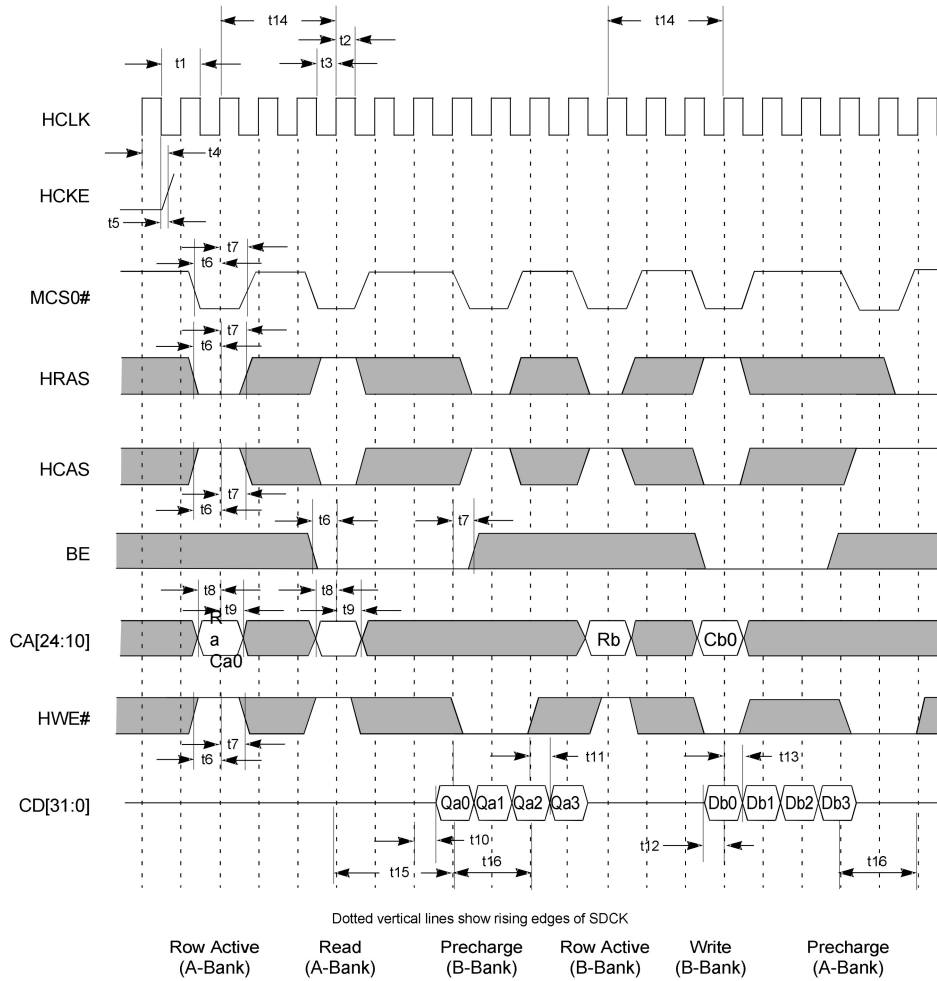 t14
t14
t2
t1
t3
HCLK
t4
HCKE
t5
t7
t6
MCS0#
t7
t6
HRAS
HCAS
t7
t6
t6
t7
BE
t8
t8
t9
t9
R
a
Ca0
CA[24:10]
Rb
Cb0
HWE#
t7
t6
t11
t13
CD[31:0]
Qa0
Qa1
Qa2
Qa3
Db0
Db1
Db2
Db3
t10
t12
t15
t16
t16
Dotted vertical lines show rising edges of SDCK
Row Active
(A-Bank)
Read
(A-Bank)
Precharge
(B-Bank)
Row Active
(B-Bank)
Write
(B-Bank)
Precharge
(A-Bank)